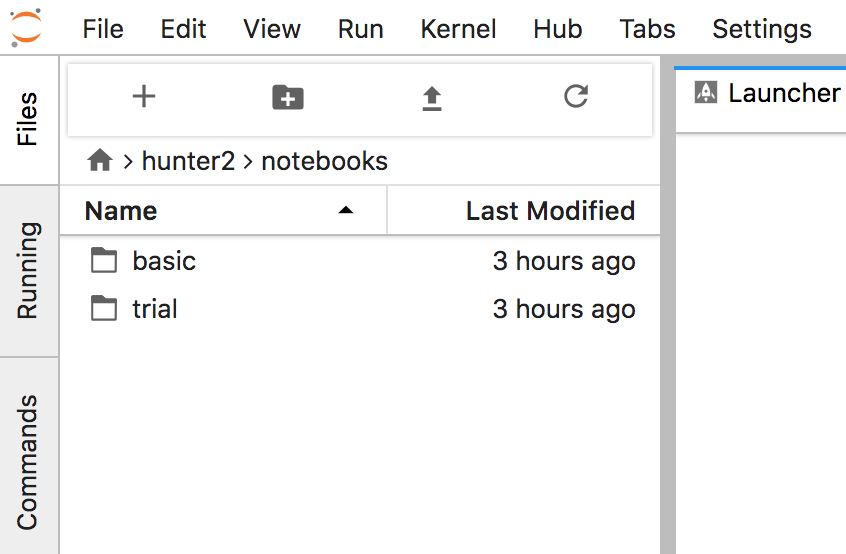 File Edit View Run Kernel Hub Tabs Settings
Files
Running
Commands
Launcher
> hunter2 > notebooks
Name Last Modified
basic 3 hours ago
trial 3 hours ago